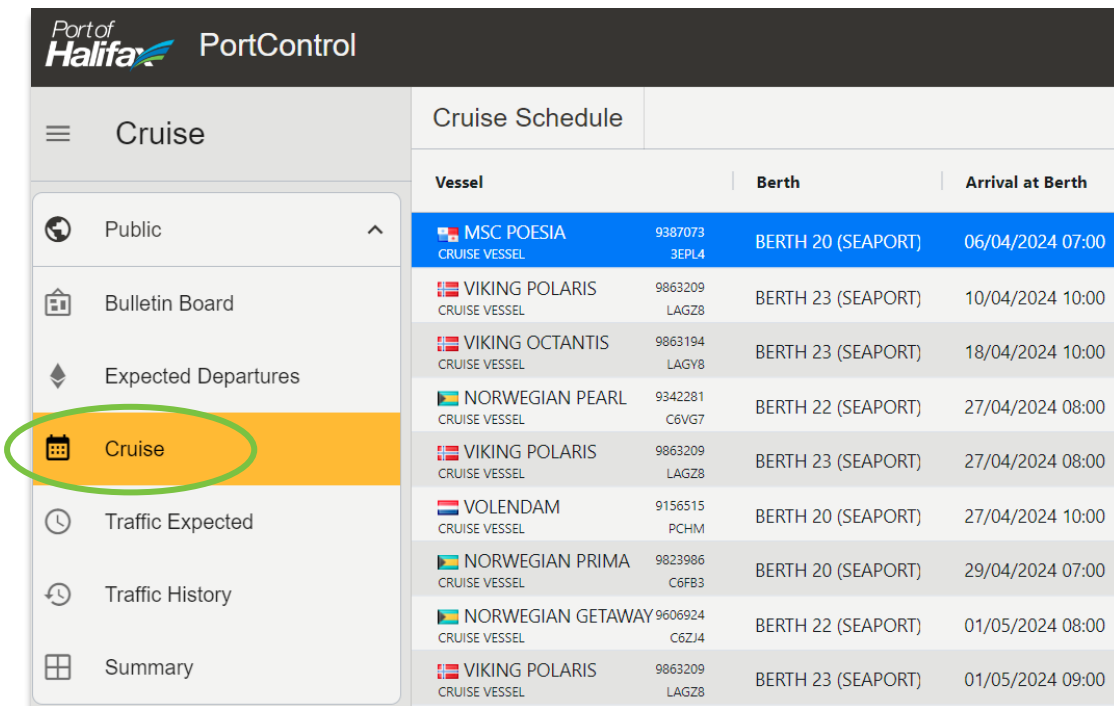 Port of
Halifax
PortControl
Cruise
Cruise Schedule
Vessel Berth Arrival at Berth
Public
Bulletin Board
Expected Departures
Cruise
Traffic Expected
Traffic History
Summary
MSC POESIA 9387073 BERTH 20 (SEAPORT) 06/04/2024 07:00
CRUISE VESSEL 3EPL4
VIKING POLARIS 9863209 BERTH 23 (SEAPORT) 10/04/2024 10:00
CRUISE VESSEL LAGZ8
VIKING OCTANTIS 9863194 BERTH 23 (SEAPORT) 18/04/2024 10:00
CRUISE VESSEL LAGY8
NORWEGIAN PEARL 9342281 BERTH 22 (SEAPORT) 27/04/2024 08:00
CRUISE VESSEL C6VG7
VIKING POLARIS 9863209 BERTH 23 (SEAPORT) 27/04/2024 08:00
CRUISE VESSEL LAGZ8
VOLENDAM 9156515 BERTH 20 (SEAPORT) 27/04/2024 10:00
CRUISE VESSEL PCHM
NORWEGIAN PRIMA 9823986 BERTH 20 (SEAPORT) 29/04/2024 07:00
CRUISE VESSEL C6FB3
NORWEGIAN GETAWAY 9606924 BERTH 22 (SEAPORT) 01/05/2024 08:00
CRUISE VESSEL C6ZJ4
VIKING POLARIS 9863209 BERTH 23 (SEAPORT) 01/05/2024 09:00
CRUISE VESSEL LAGZ8